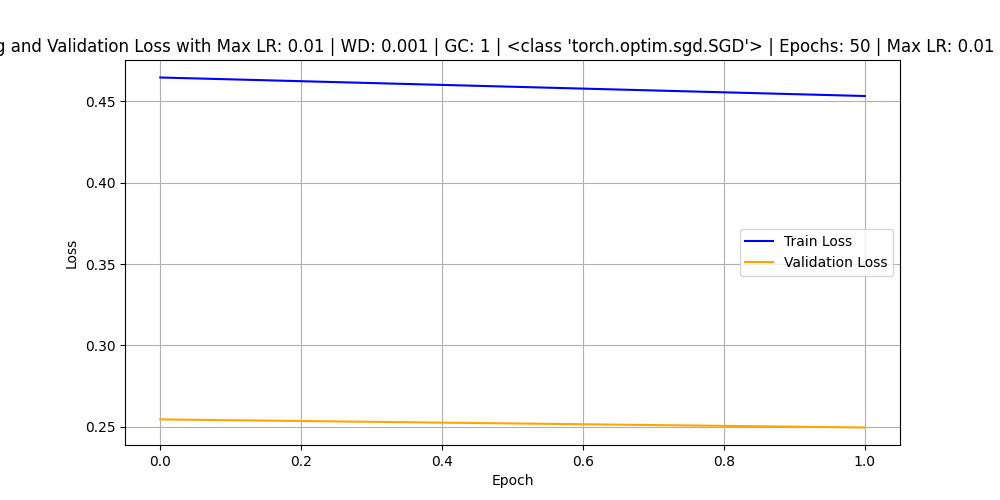 g and Validation Loss with Max LR: 0.01 | WD: 0.001 | GC: 1 | <class 'torch.optim.sgd.SGD'> | Epochs: 50 | Max LR: 0.01
0.45
0.40
0.35
0.30
0.25
Loss
Train Loss
Validation Loss
0.0 0.2 0.4 0.6 0.8 1.0
Epoch